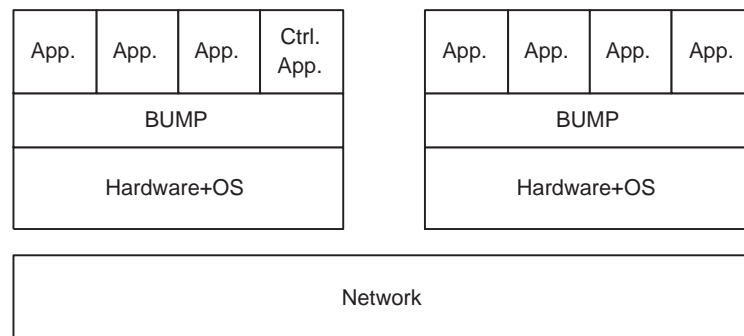 App. App. App. Ctrl. App.
App. App. App. App.
BUMP
BUMP
Hardware+OS
Hardware+OS
Network